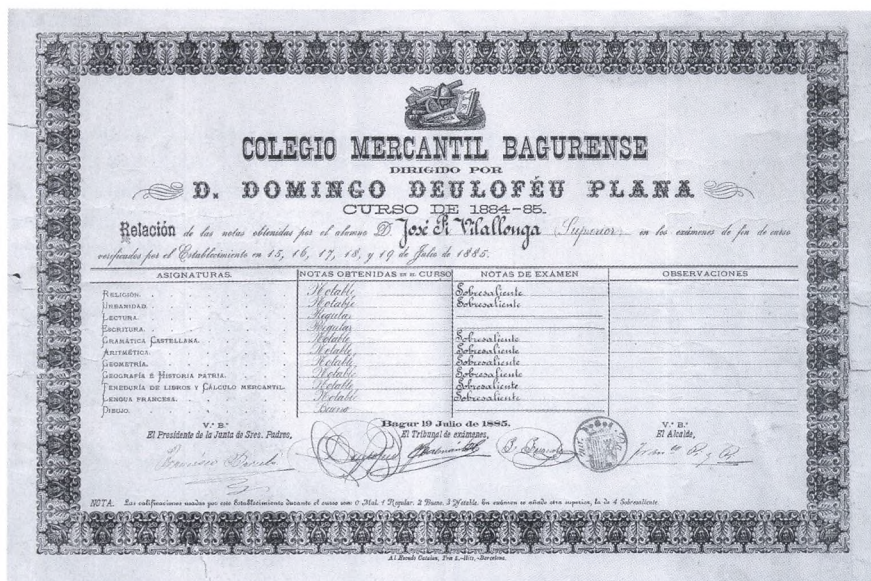 COLEGIO MERCANTIL BAGURENSE
DIRIGIDO POR
D. DOMINGO DEULOFÉU PLANA
CURSO DE 1884-85.
Relación de las notas obtenidas por el alumno D José Pi Vilallonga (Superior) en los exámenes de fin de curso
verificados por el Establecimiento en 15, 16, 17, 18, y 19 de Julio de 1885.
ASIGNATURAS. NOTAS OBTENIDAS EN EL CURSO NOTAS DE EXÁMEN OBSERVACIONES
RELIGION. Notable Sobresaliente
URBANIDAD. Notable Sobresaliente
LECTURA. Regular
ESCRITURA. Regular
GRAMÁTICA CASTELLANA. Notable Sobresaliente
ARITMÉTICA. Notable Sobresaliente
GEOMETRÍA. Notable Sobresaliente
GEOGRAFÍA É HISTORIA PATRIA. Notable Sobresaliente
TENEDURÍA DE LIBROS Y CÁLCULO MERCANTIL. Notable Sobresaliente
LENGUA FRANCESA. Notable Sobresaliente
DIBUJO. Bueno
Bagur 19 Julio de 1885.
V.º B.º El Tribunal de exámenes, V.º B.º
El Presidente de la Junta de Sres. Padres, El Alcalde,
NOTA. Las calificaciones usadas por este Establecimiento durante el curso son: 0 Mal. 1 Regular. 2 Bueno. 3 Notable. En exámen se añade otra superior, la de 4 Sobresaliente.